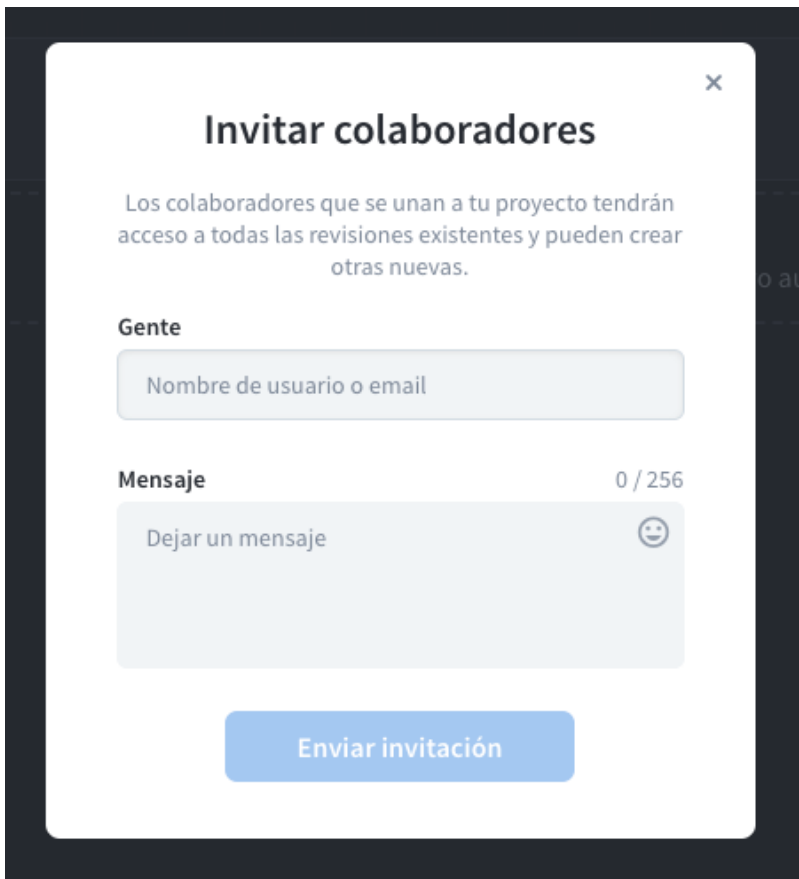 Invitar colaboradores
Los colaboradores que se unan a tu proyecto tendrán
acceso a todas las revisiones existentes y pueden crear
otras nuevas.
Gente
Nombre de usuario o email
Mensaje 0 / 256
Dejar un mensaje
Enviar invitación